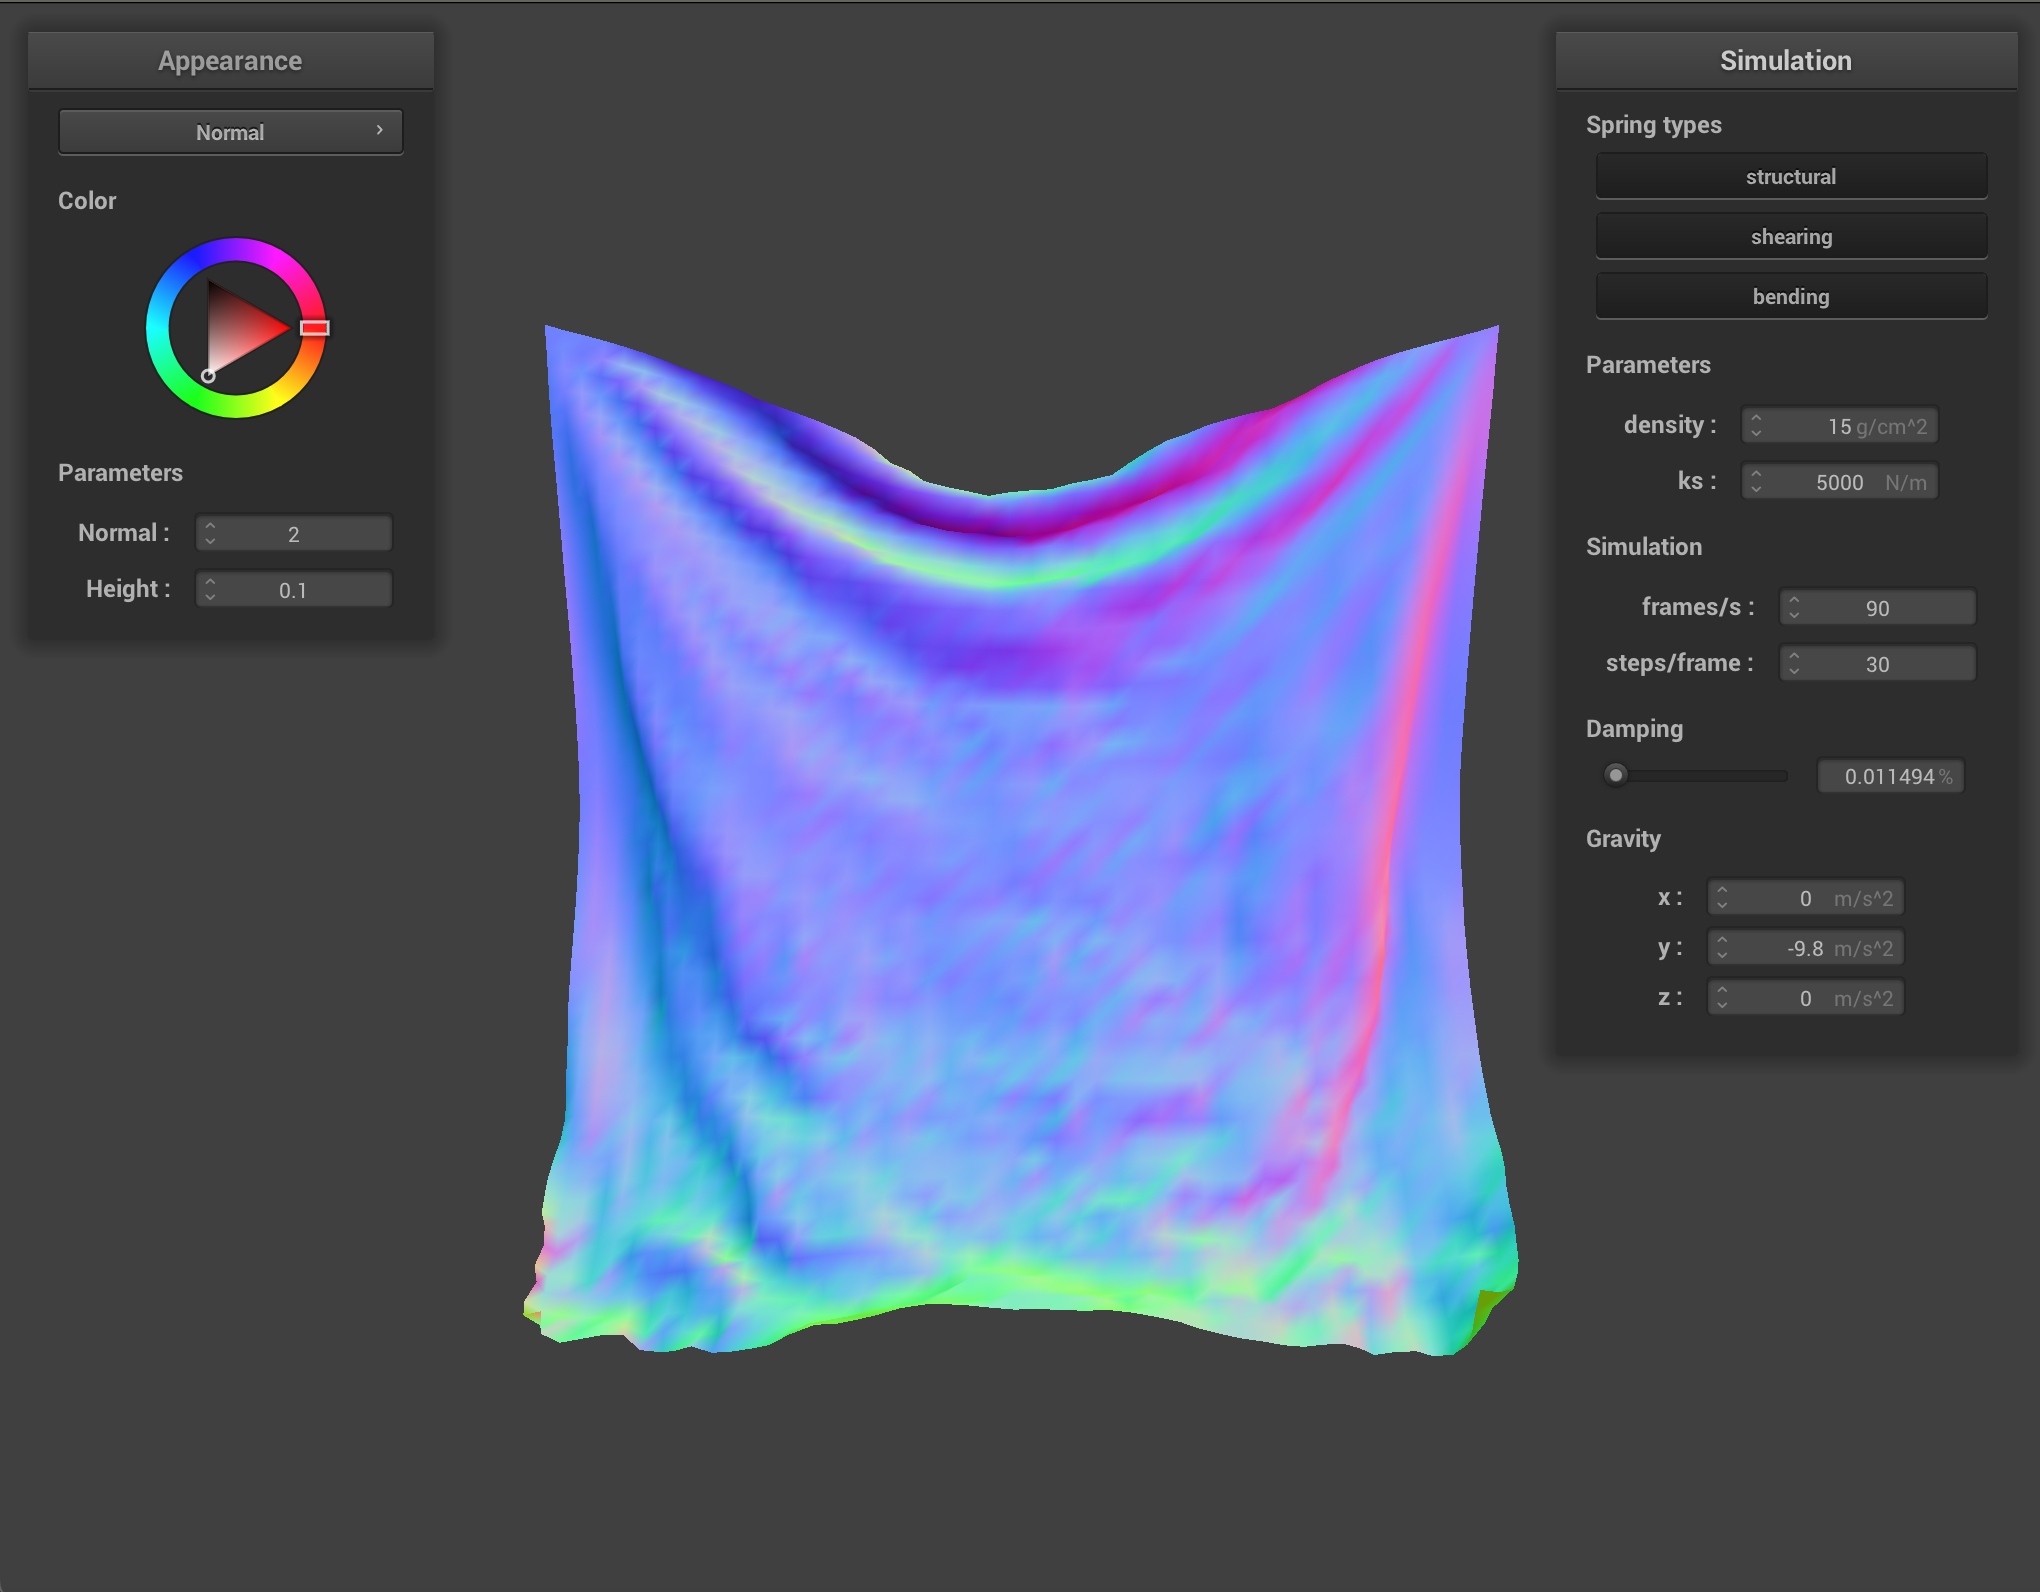 Appearance
Normal
Color
Parameters
Normal : 2
Height : 0.1
Simulation
Spring types
structural
shearing
bending
Parameters
density : 15 g/cm^2
ks : 5000 N/m
Simulation
frames/s : 90
steps/frame : 30
Damping
0.011494 %
Gravity
x : 0 m/s^2
y : -9.8 m/s^2
z : 0 m/s^2